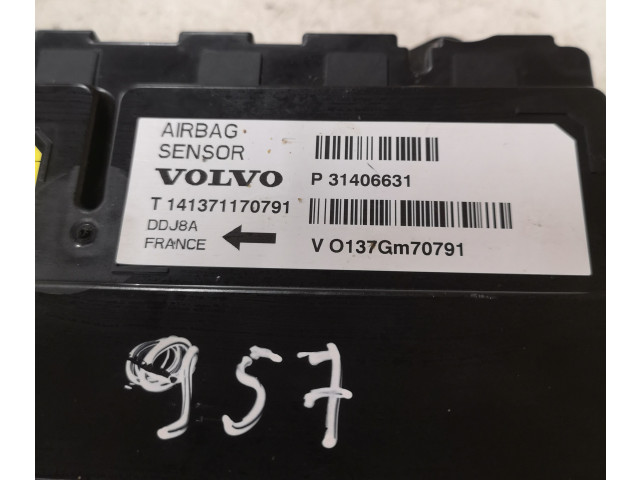 AIRBAG
SENSOR
VOLVO
P 31406631
T 141371170791
DDJ8A
FRANCE
V O137Gm70791
957